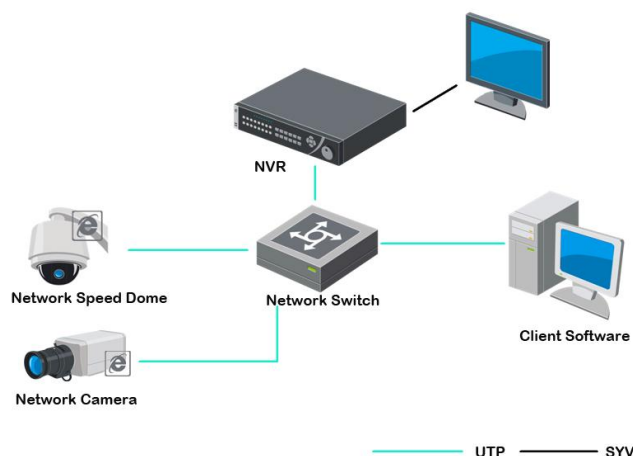 NVR
Network Speed Dome
Network Switch
Client Software
Network Camera
UTP
SYV